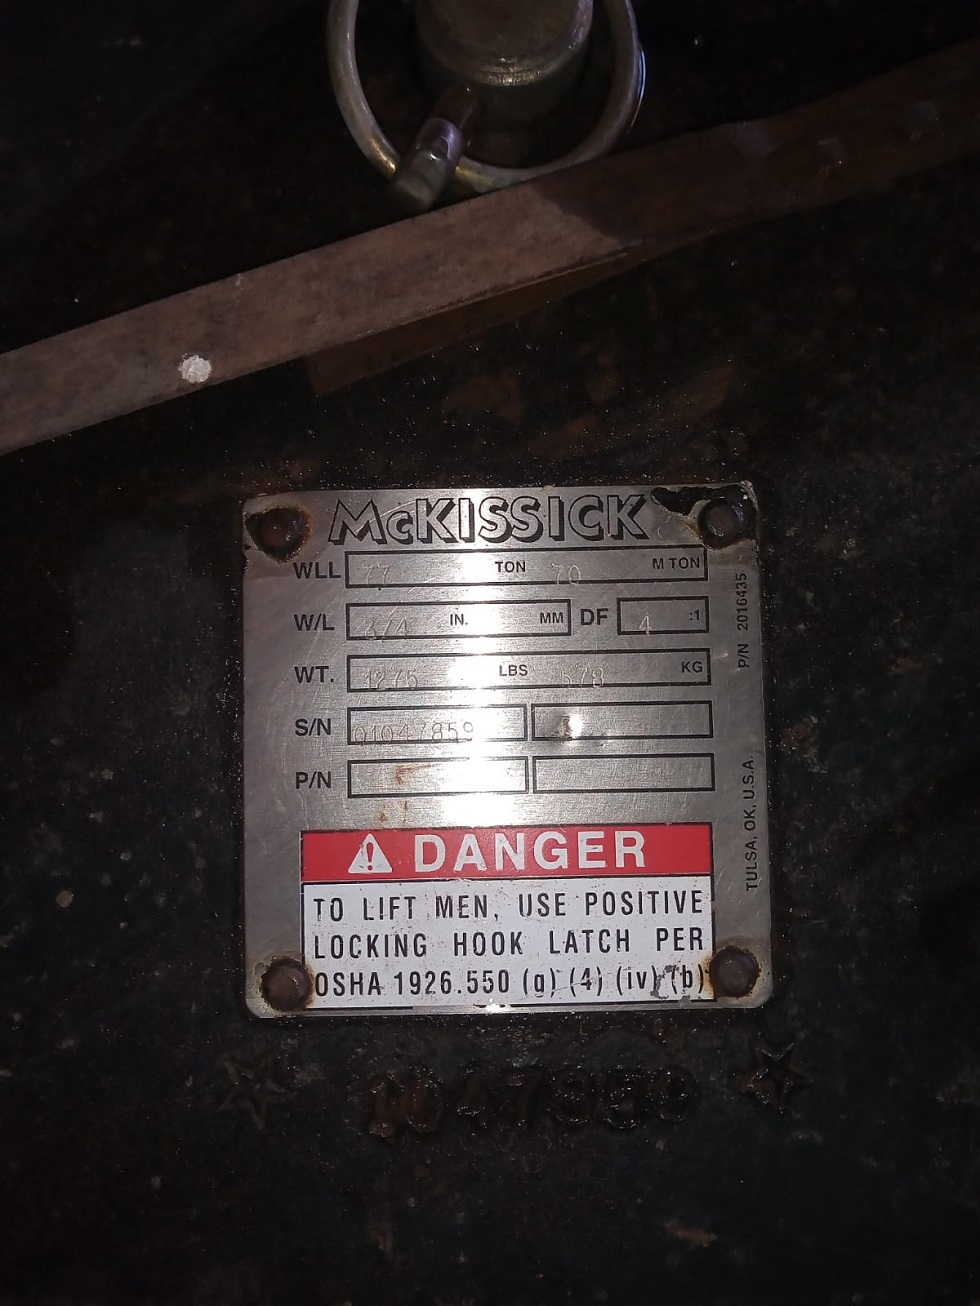 McKISSICK
WLL 77 TON 70 M TON
W/L 3/4 IN. MM DF 4 :1
WT. 1275 LBS 578 KG
S/N 01047859
P/N
P/N 2016435
TULSA, OK, U.S.A.
DANGER
TO LIFT MEN, USE POSITIVE
LOCKING HOOK LATCH PER
OSHA 1926.550 (g) (4) (iv) (b)